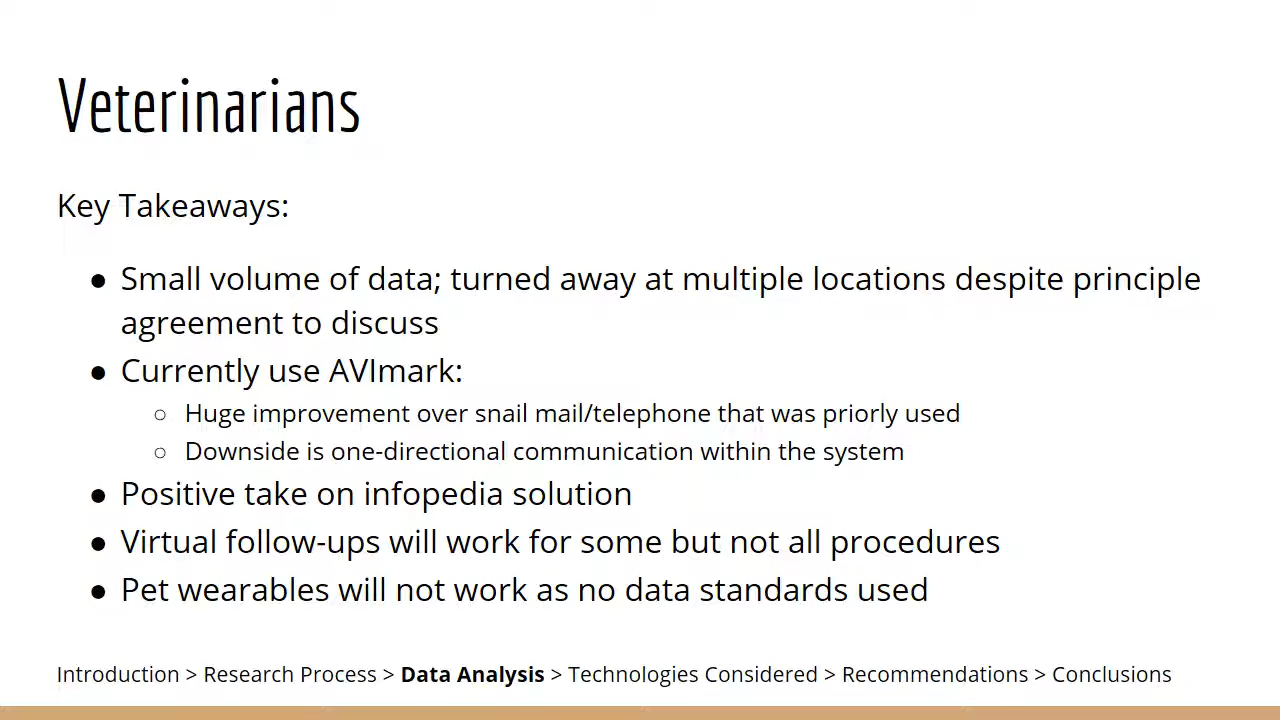 Veterinarians
Key Takeaways:
● Small volume of data; turned away at multiple locations despite principle
agreement to discuss
● Currently use AVImark:
○ Huge improvement over snail mail/telephone that was priorly used
○ Downside is one-directional communication within the system
● Positive take on infopedia solution
● Virtual follow-ups will work for some but not all procedures
● Pet wearables will not work as no data standards used
Introduction > Research Process > Data Analysis > Technologies Considered > Recommendations > Conclusions